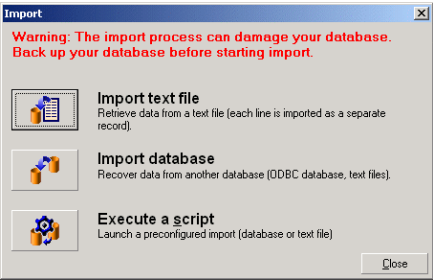 Import
Warning: The import process can damage your database.
Back up your database before starting import.
Import text file
Retrieve data from a text file (each line is imported as a separate
record).
Import database
Recover data from another database (ODBC database, text files).
Execute a script
Launch a preconfigured import (database or text file)
Close